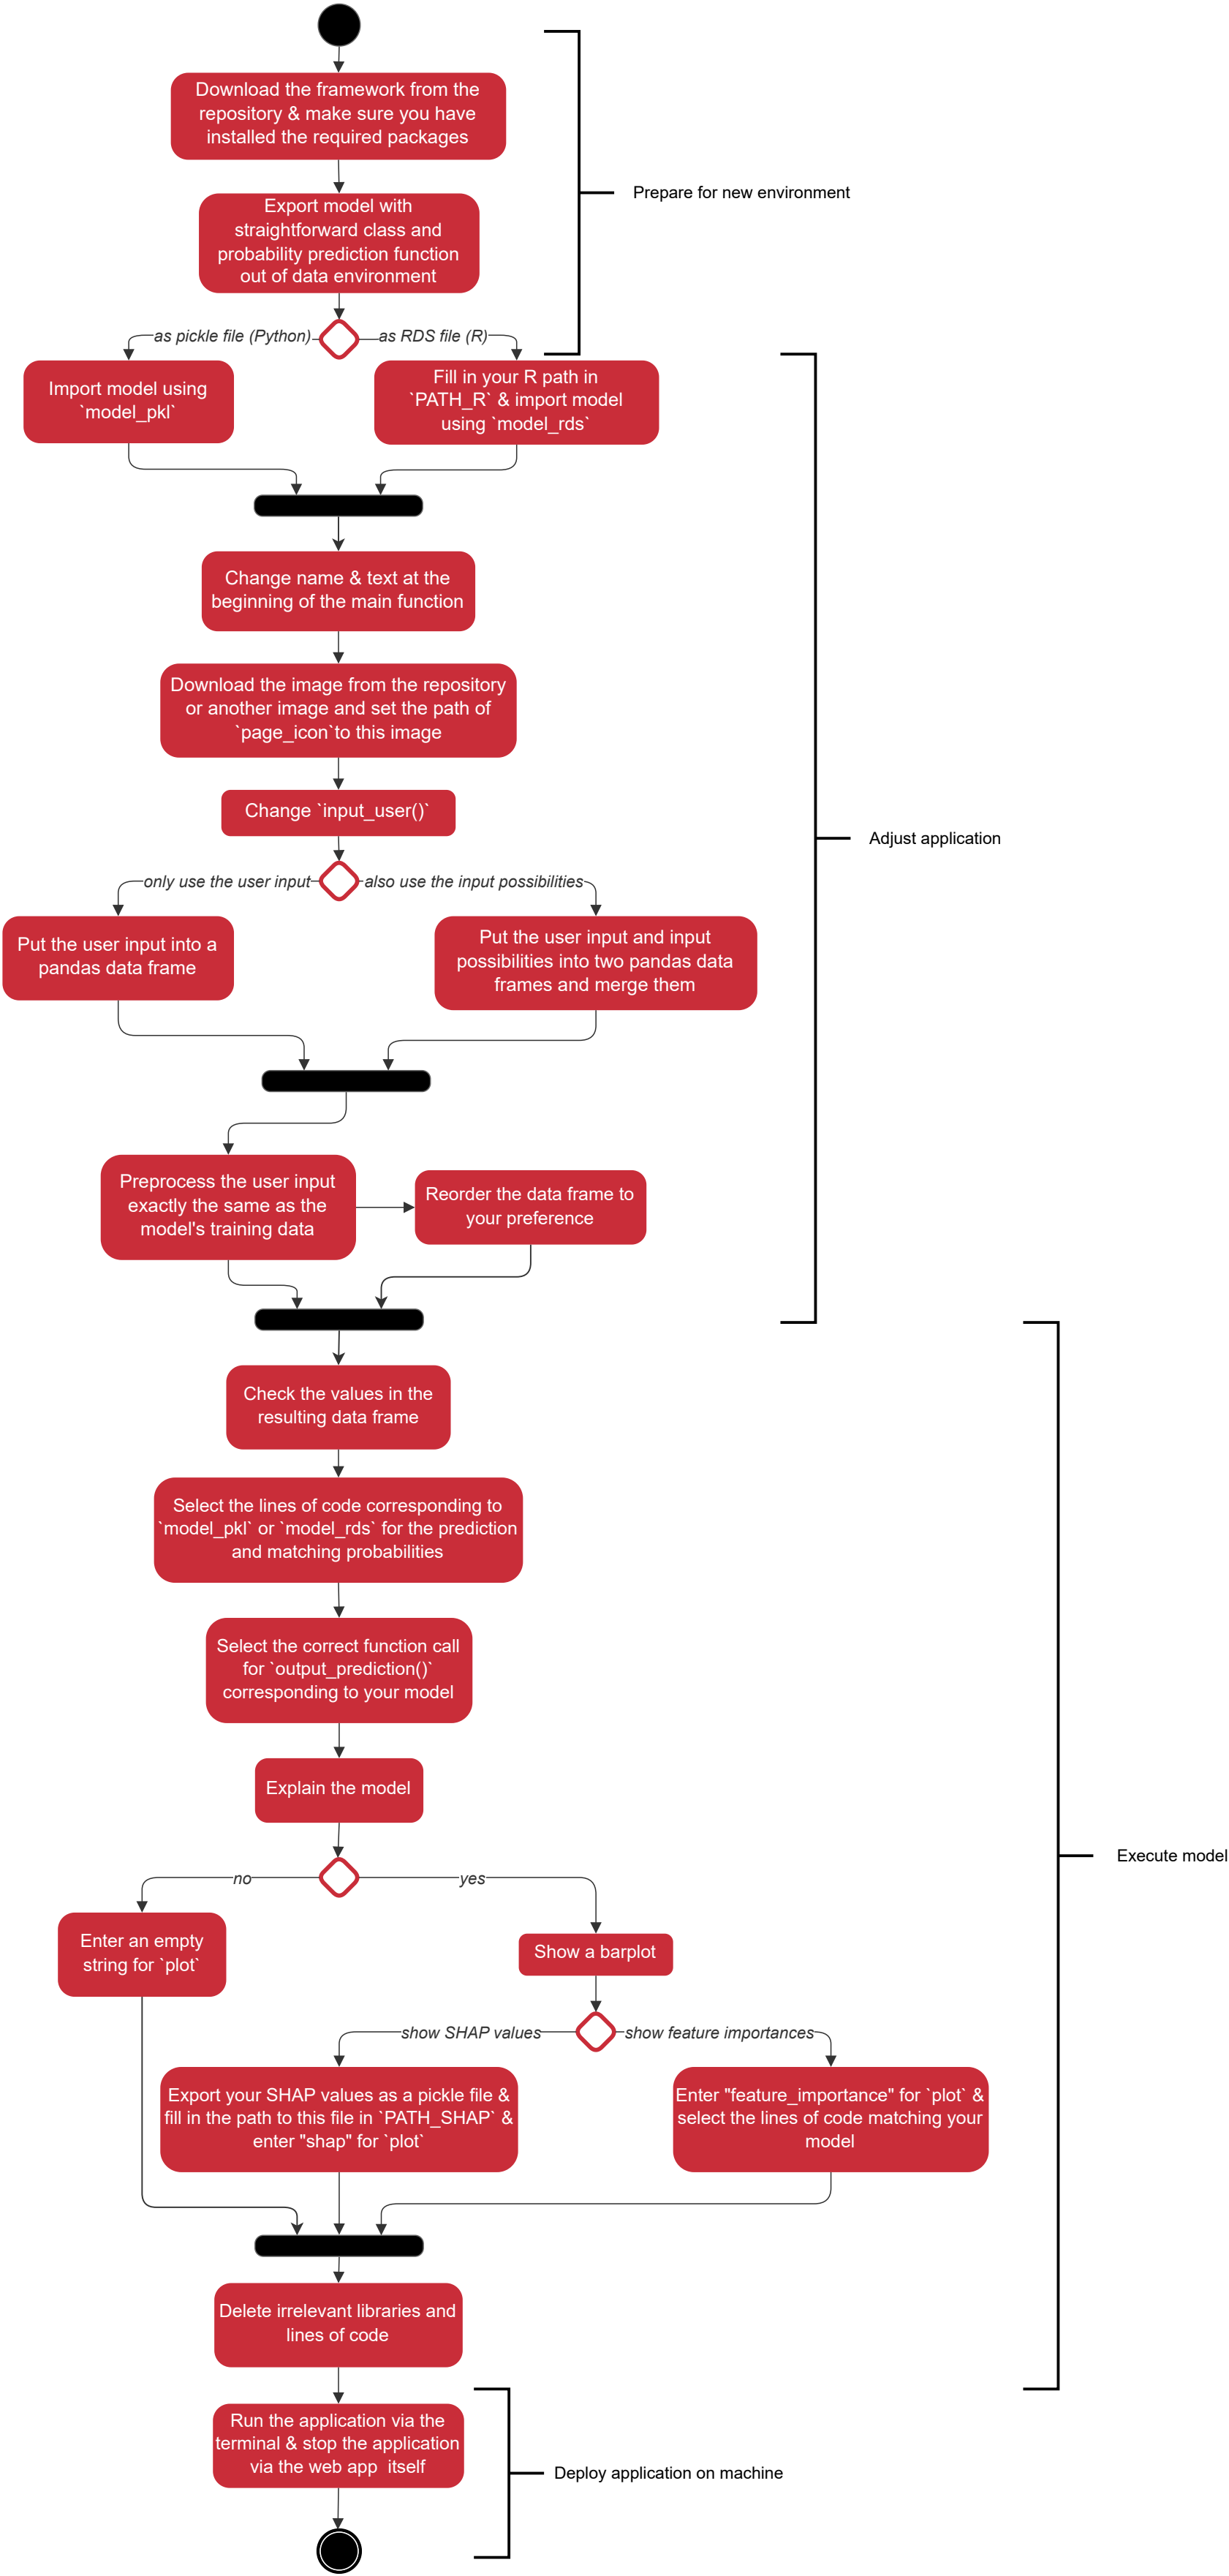 Download the framework from the
repository & make sure you have
installed the required packages
Prepare for new environment
Export model with
straightforward class and
probability prediction function
out of data environment
as pickle file (Python)
as RDS file (R)
Import model using
`model_pkl`
Fill in your R path in
`PATH_R` & import model
using `model_rds`
Change name & text at the
beginning of the main function
Download the image from the repository
or another image and set the path of
`page_icon`to this image
Change `input_user()`
Adjust application
only use the user input
also use the input possibilities
Put the user input into a
pandas data frame
Put the user input and input
possibilities into two pandas data
frames and merge them
Preprocess the user input
exactly the same as the
model's training data
Reorder the data frame to
your preference
Check the values in the
resulting data frame
Select the lines of code corresponding to
`model_pkl` or `model_rds` for the prediction
and matching probabilities
Select the correct function call
for `output_prediction()`
corresponding to your model
Explain the model
Execute model
no
yes
Enter an empty
string for `plot`
Show a barplot
show SHAP values
show feature importances
Export your SHAP values as a pickle file &
fill in the path to this file in `PATH_SHAP` &
enter "shap" for `plot`
Enter "feature_importance" for `plot` &
select the lines of code matching your
model
Delete irrelevant libraries and
lines of code
Run the application via the
terminal & stop the application
via the web app  itself
Deploy application on machine